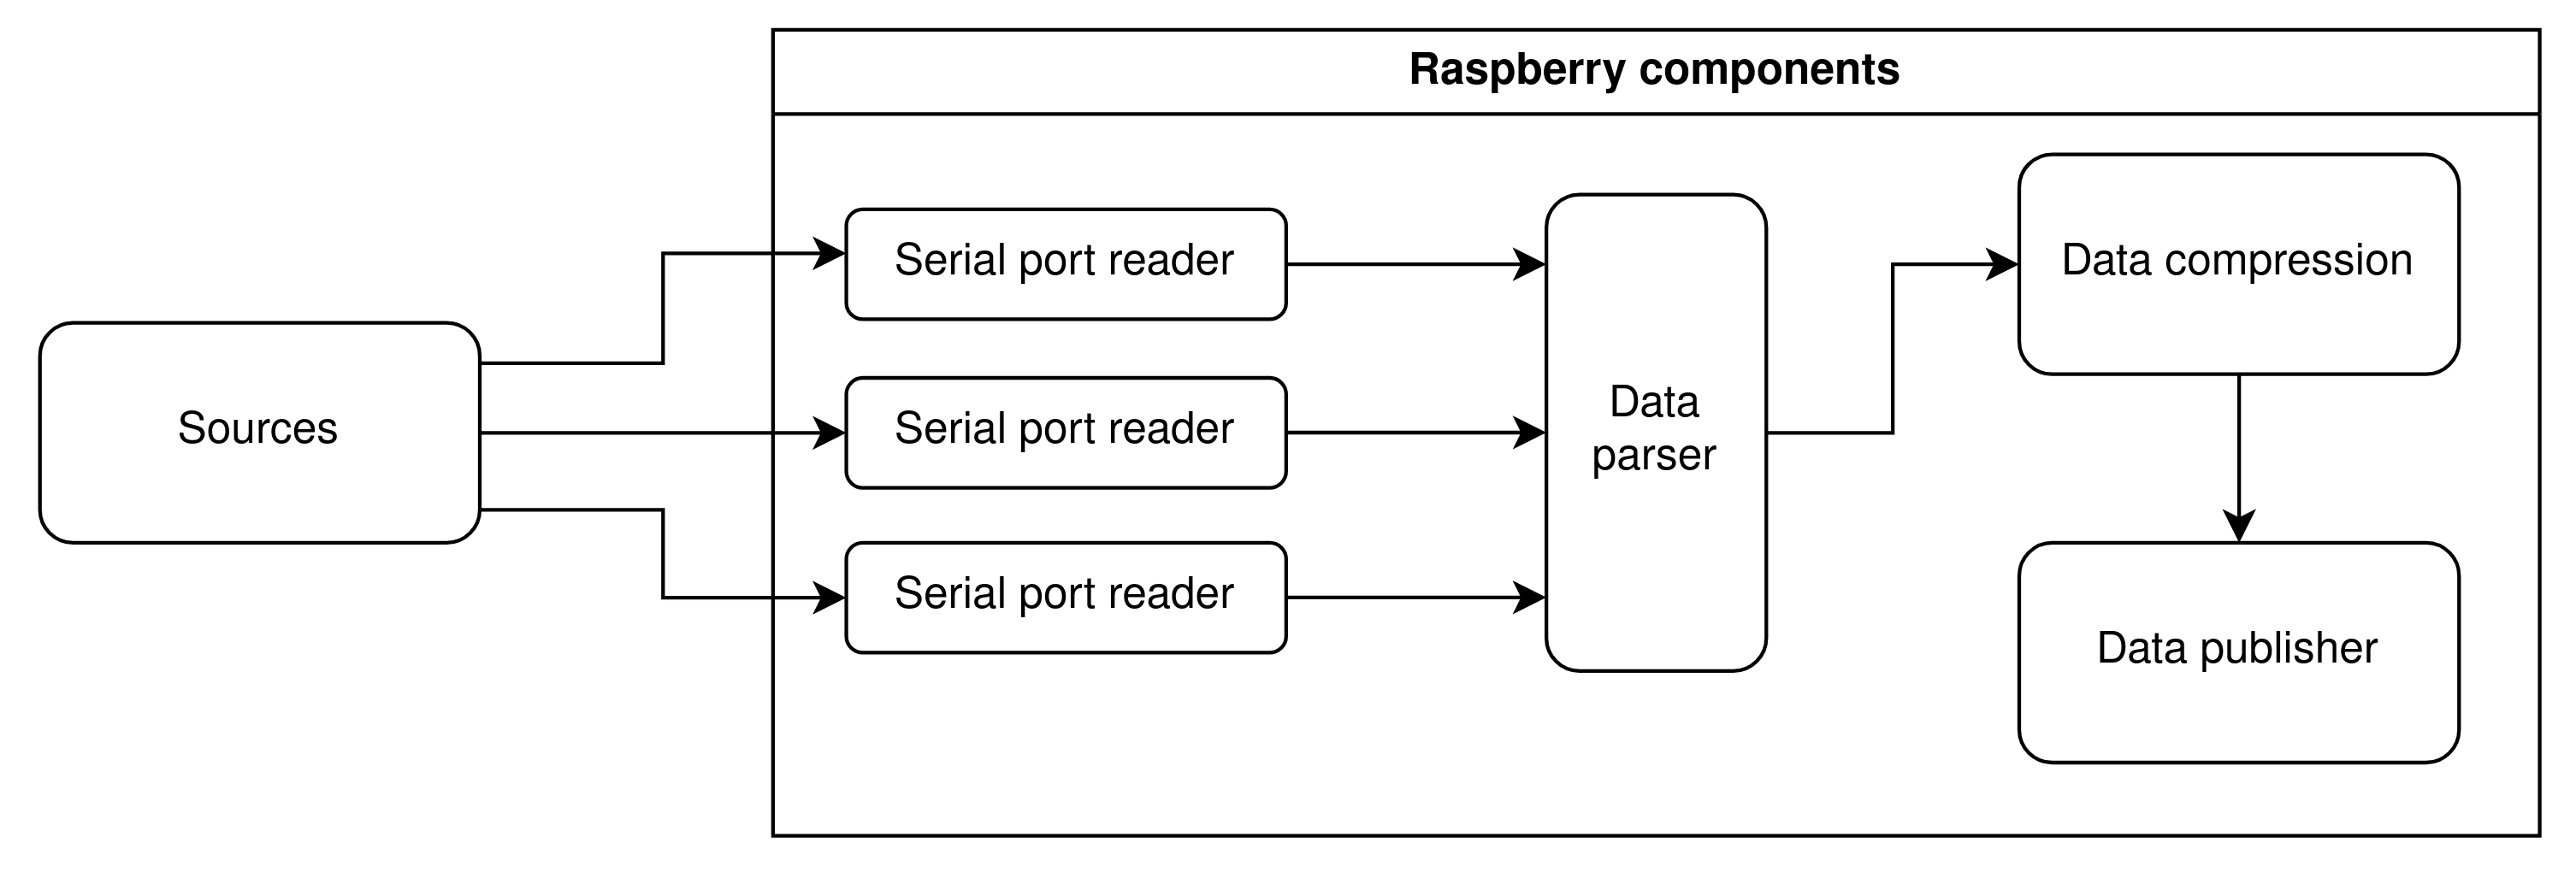 Raspberry components
Sources
Serial port reader
Serial port reader
Serial port reader
Data
parser
Data compression
Data publisher